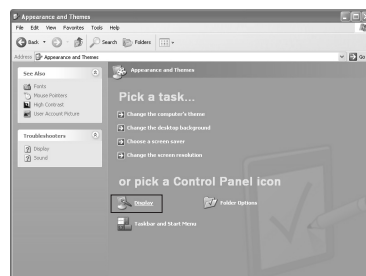 Appearance and Themes
File Edit View Favorites Tools Help
Back Search Folders
Address Appearance and Themes Go
See Also
Fonts
Mouse Pointers
High Contrast
User Account Picture
Troubleshooters
Display
Sound
Appearance and Themes
Pick a task...
Change the computer's theme
Change the desktop background
Choose a screen saver
Change the screen resolution
or pick a Control Panel icon
Display Folder Options
Taskbar and Start Menu